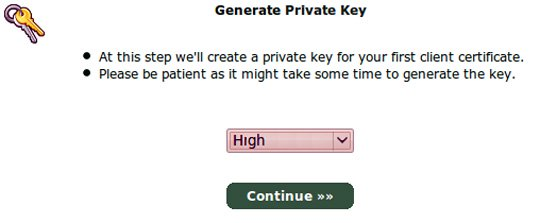 Generate Private Key
At this step we'll create a private key for your first client certificate.
Please be patient as it might take some time to generate the key.
High
Continue »»